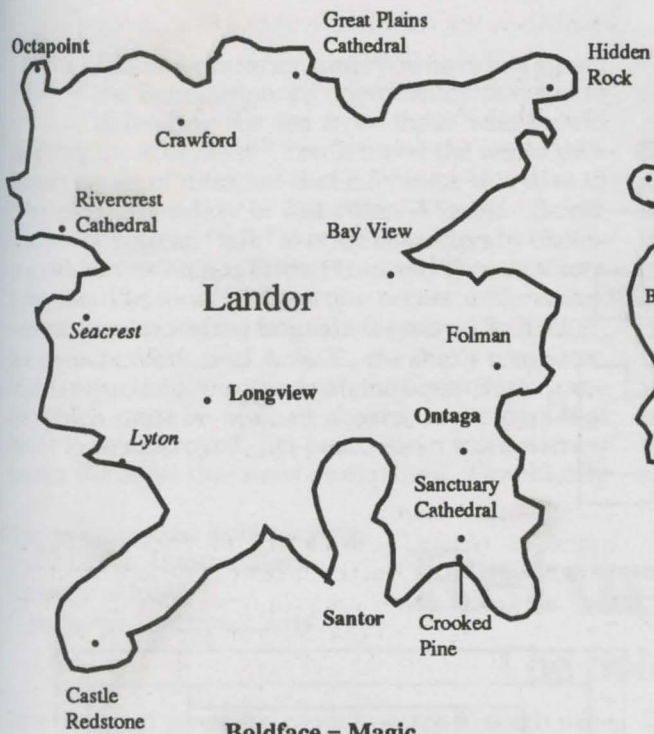 Great Plains
Cathedral
Octapoint
Hidden
Rock
Crawford
Rivercrest
Cathedral
Bay View
Landor
Seacrest
Folman
Longview
Ontaga
Lyton
Sanctuary
Cathedral
Santor
Crooked
Pine
Castle
Redstone
Boldface = Magic
B